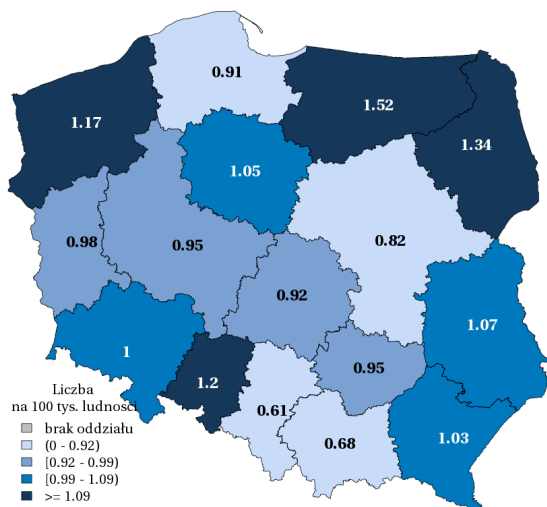 0.91
1.52
1.17
1.34
1.05
0.82
0.98
0.95
0.92
1.07
1
0.95
1.2
0.61
0.68
1.03
Liczba
na 100 tys. ludności
brak oddziału
(0 - 0.92)
[0.92 - 0.99)
[0.99 - 1.09)
>= 1.09